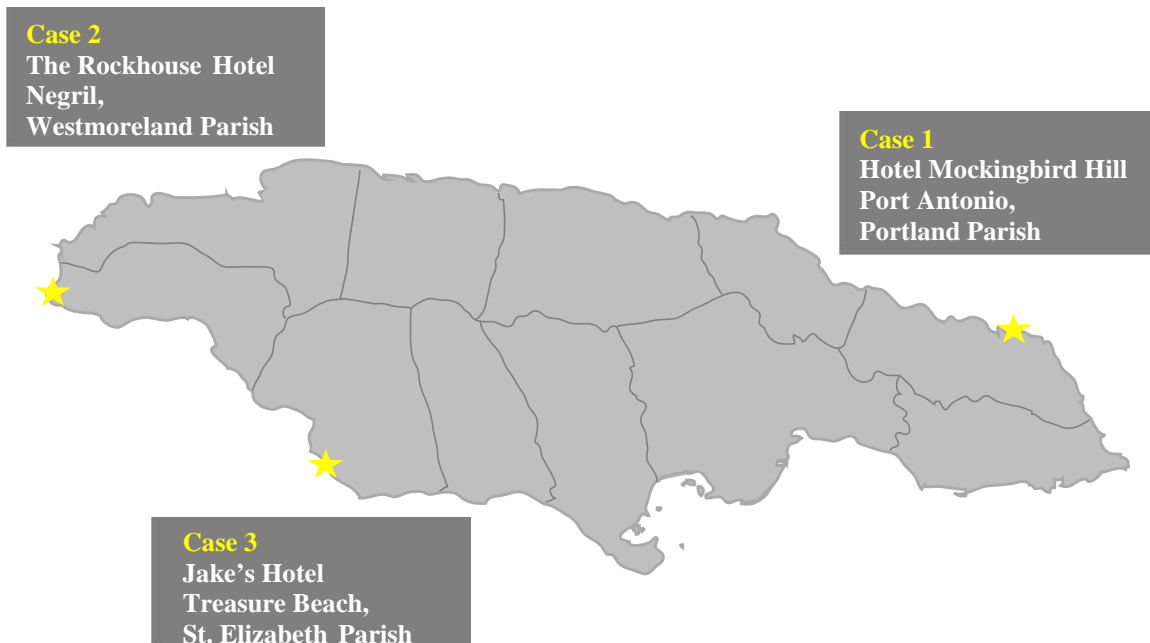 Case 2
The Rockhouse Hotel
Negril,
Westmoreland Parish
Case 1
Hotel Mockingbird Hill
Port Antonio,
Portland Parish
Case 3
Jake’s Hotel
Treasure Beach,
St. Elizabeth Parish